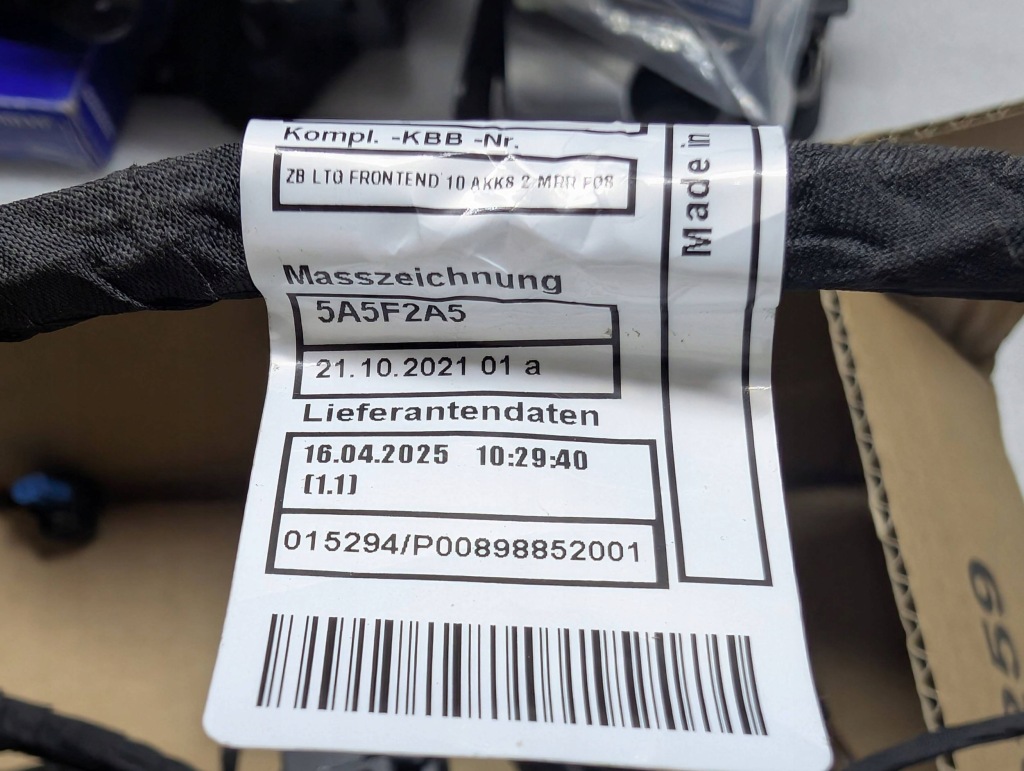 Kompl. -KBB -Nr.
ZB LTG FRONTEND 10 AKKS 2 MRR F08
Made in
Masszeichnung
5A5F2A5
21.10.2021 01 a
Lieferantendaten
16.04.2025 10:29:40
(1.1)
015294/P00898852001
259